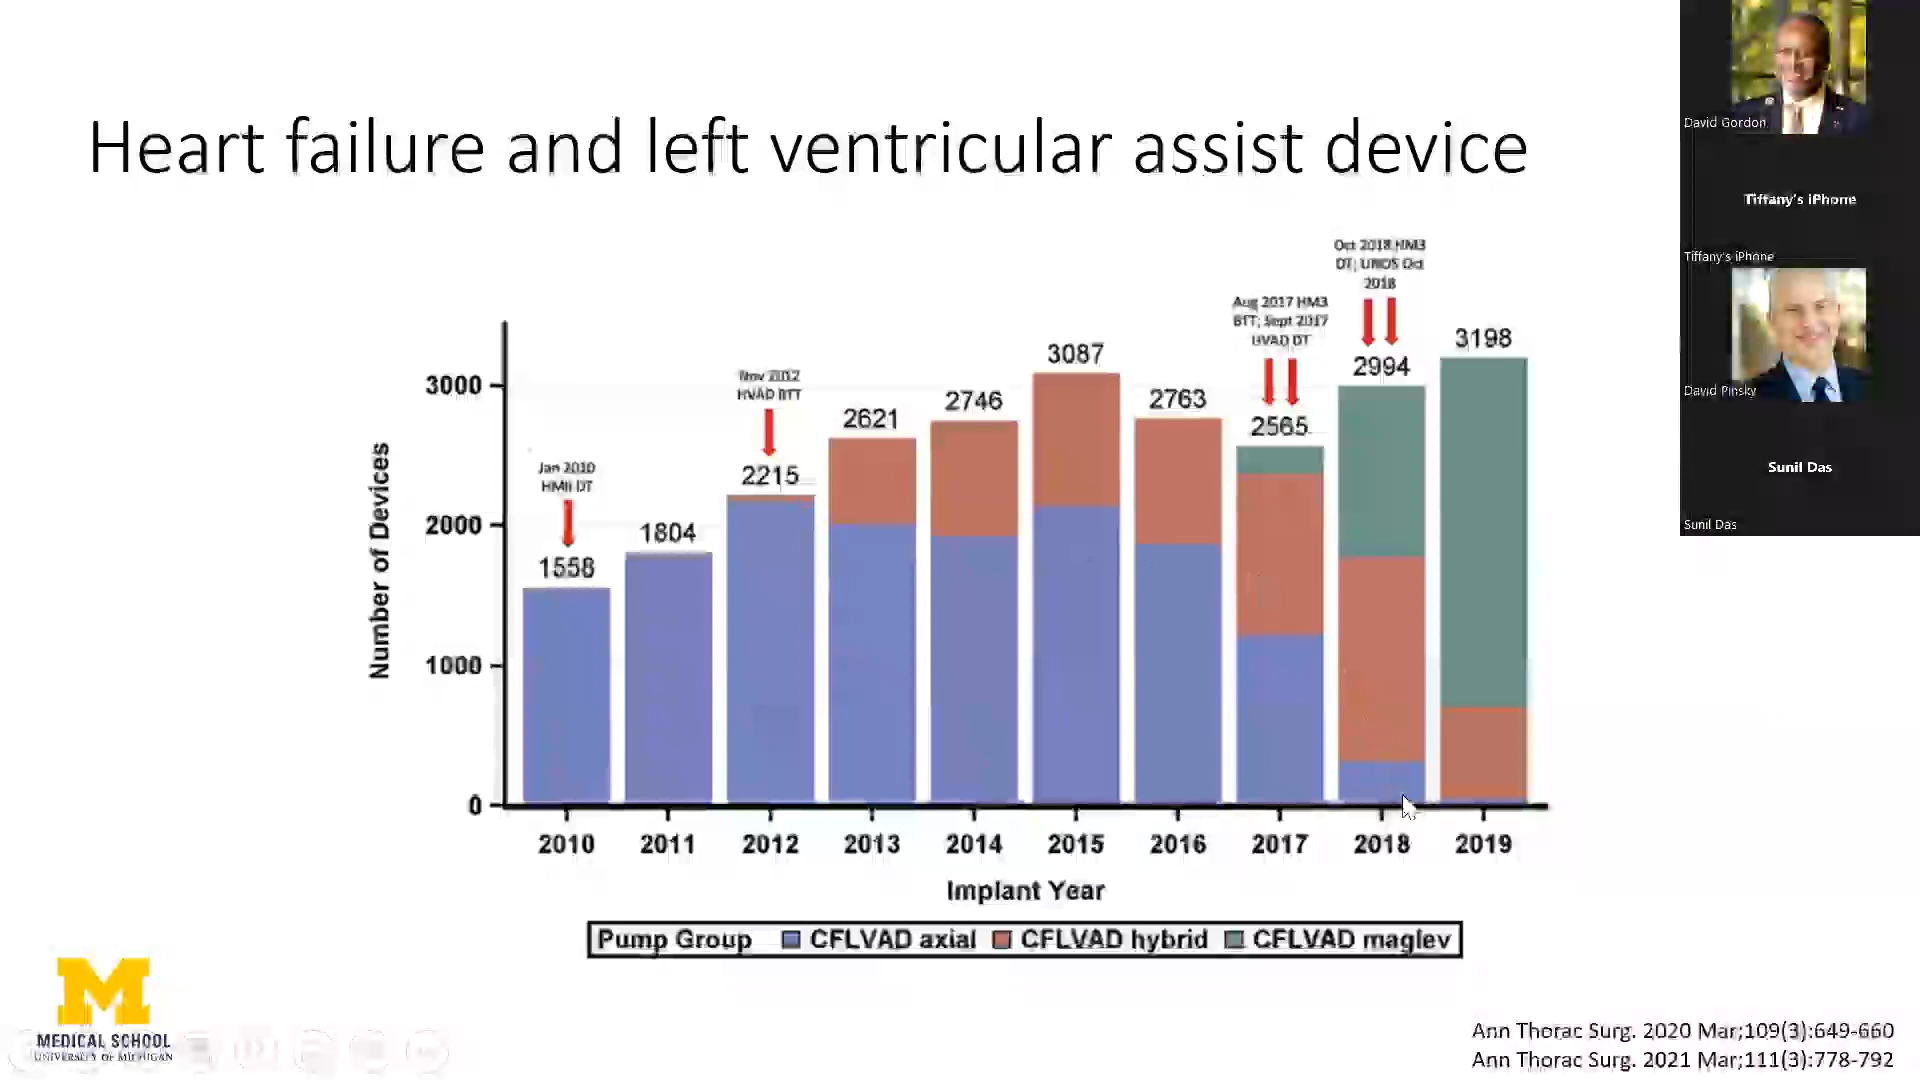 Heart failure and left ventricular assist device
Oct 2018 HM3
DT; UNOS Oct
2018
Aug 2017 HM3
BTT; Sept 2017
HVAD DT
Nov 2012
HVAD BTT
Jan 2010
HMII DT
1558
1804
2215
2621
2746
3087
2763
2565
2994
3198
Number of Devices
3000
2000
1000
0
2010 2011 2012 2013 2014 2015 2016 2017 2018 2019
Implant Year
Pump Group CFLVAD axial CFLVAD hybrid CFLVAD maglev
M
MEDICAL SCHOOL
UNIVERSITY OF MICHIGAN
Ann Thorac Surg. 2020 Mar;109(3):649-660
Ann Thorac Surg. 2021 Mar;111(3):778-792
David Gordon
Tiffany's iPhone
Tiffany's iPhone
David Pinsky
Sunil Das
Sunil Das